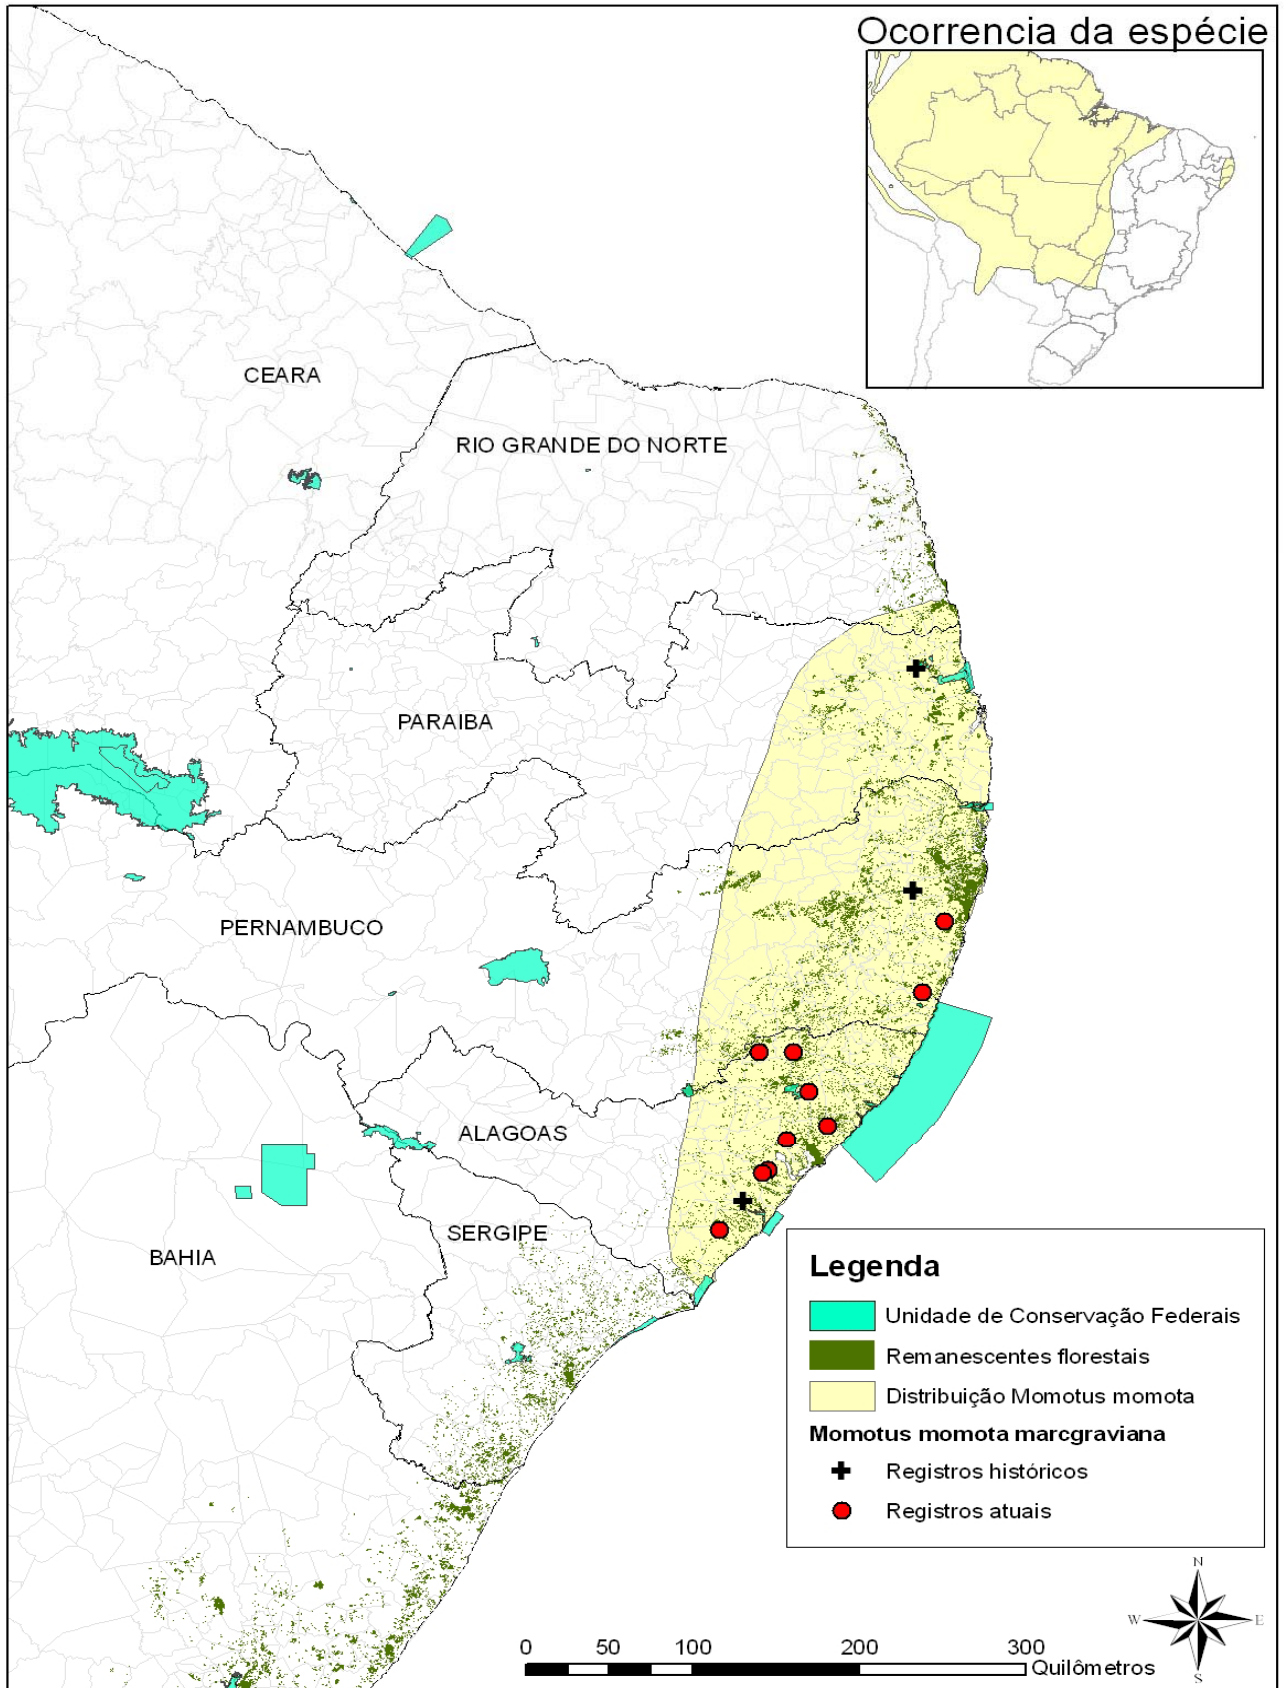 Ocorrencia da espécie
CEARA
RIO GRANDE DO NORTE
PARAIBA
PERNAMBUCO
ALAGOAS
SERGIPE
BAHIA
Legenda
Unidade de Conservação Federais
Remanescentes florestais
Distribuição Momotus momota
Momotus momota marcgraviana
Registros históricos
Registros atuais
N
W E
S
0 50 100 200 300
Quilômetros